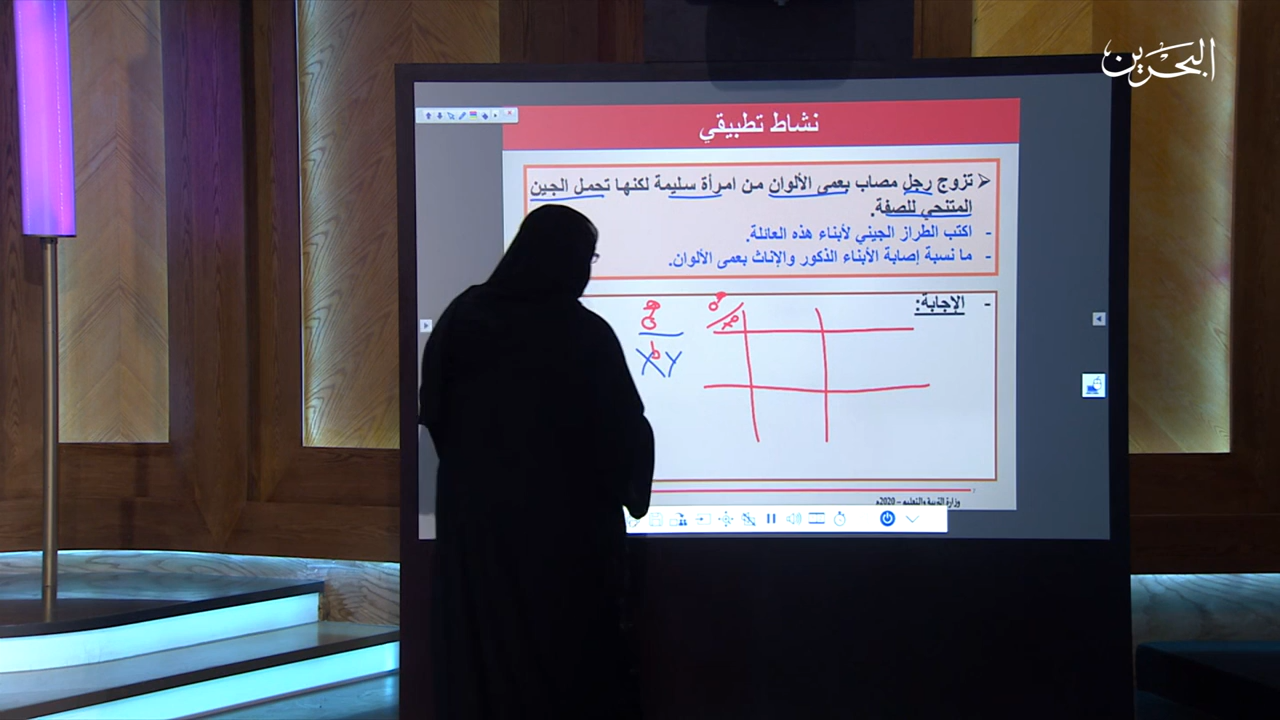 البحرين
نشاط تطبيقي
تزوج رجل مصاب بعمى الألوان من امرأة سليمة لكنها تحمل الجين
المتنحي للصفة.
- اكتب الطراز الجيني لأبناء هذه العائلة.
- ما نسبة إصابة الأبناء الذكور والإناث بعمى الألوان.
- الإجابة:
♂
X^b Y
وزارة التربية والتعليم – 2020م